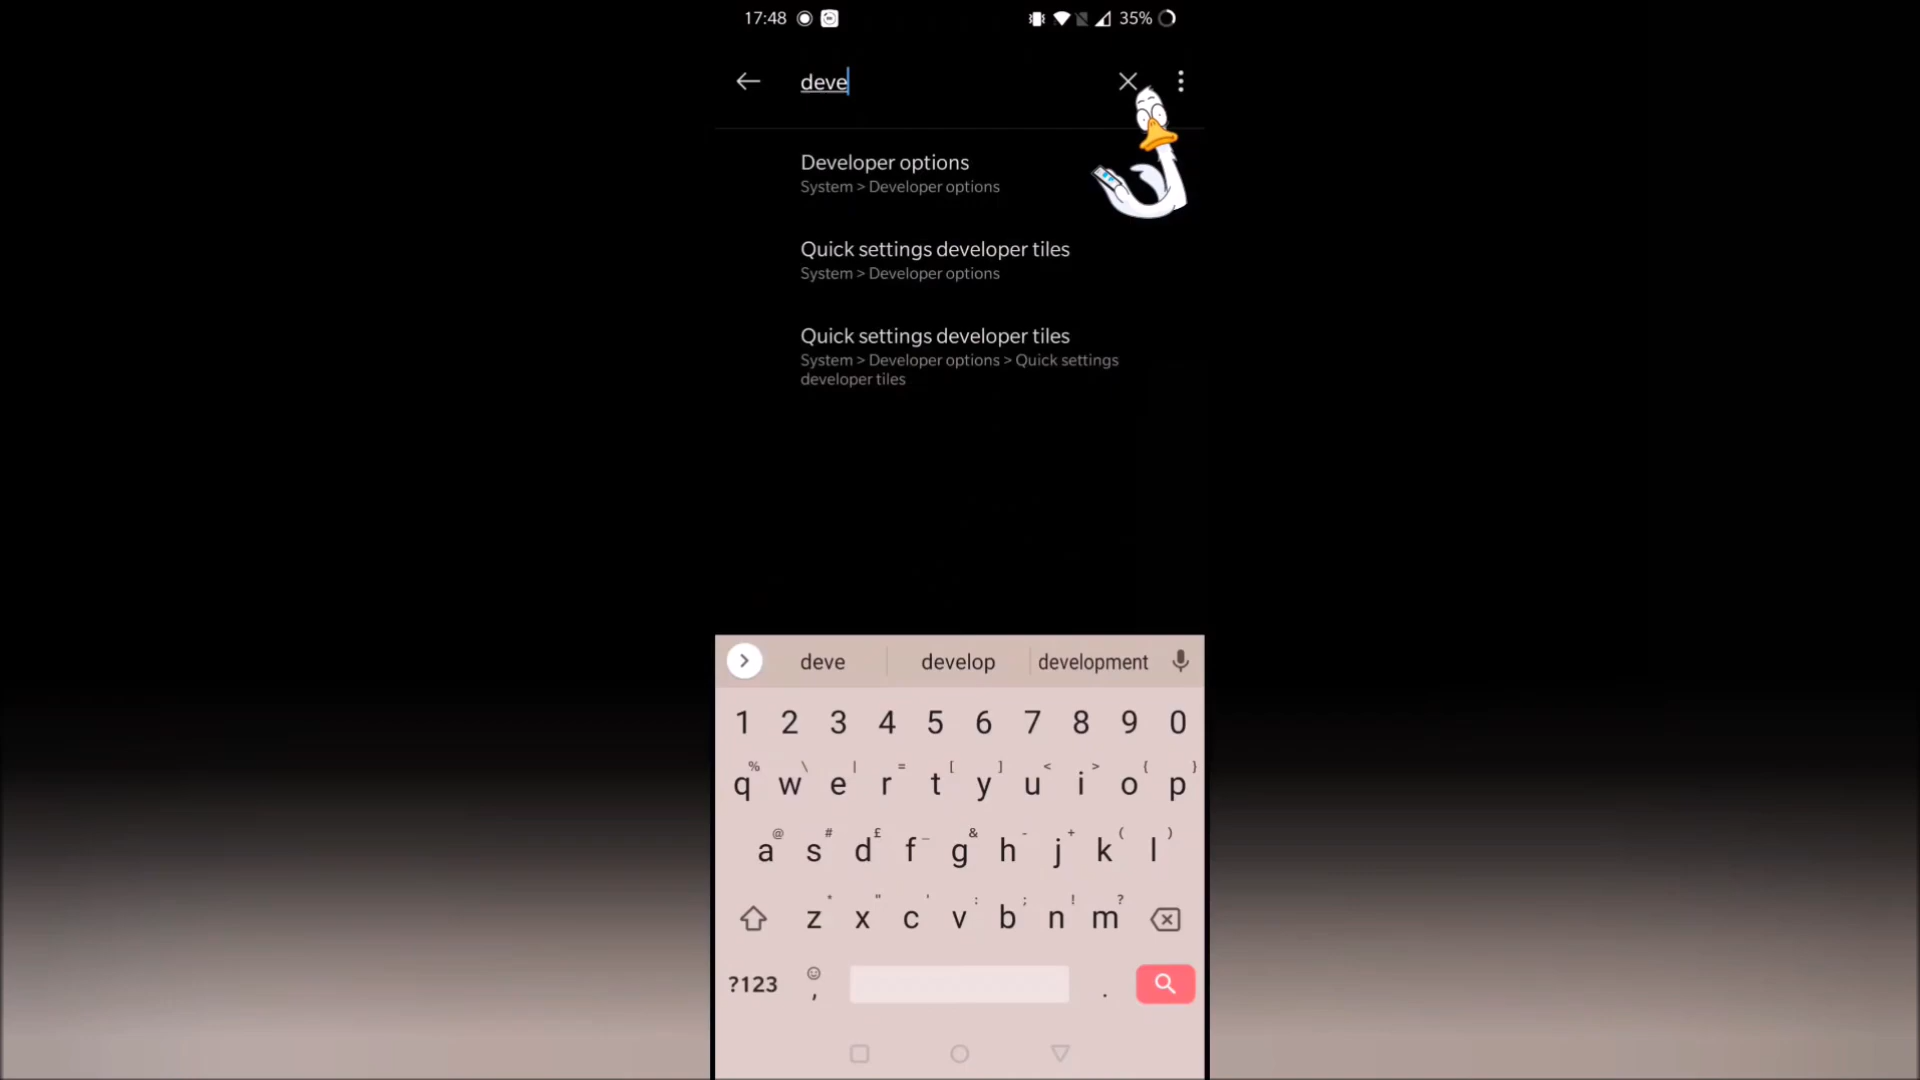 17:48 35%
deve
Developer options
System > Developer options
Quick settings developer tiles
System > Developer options
Quick settings developer tiles
System > Developer options > Quick settings
developer tiles
deve develop development
1 2 3 4 5 6 7 8 9 0
% \ | = [ ] < > { }
q w e r t y u i o p
@ # £ _ & - + ( )
a s d f g h j k l
* " ' : ; ! ?
z x c v b n m
?123 , .